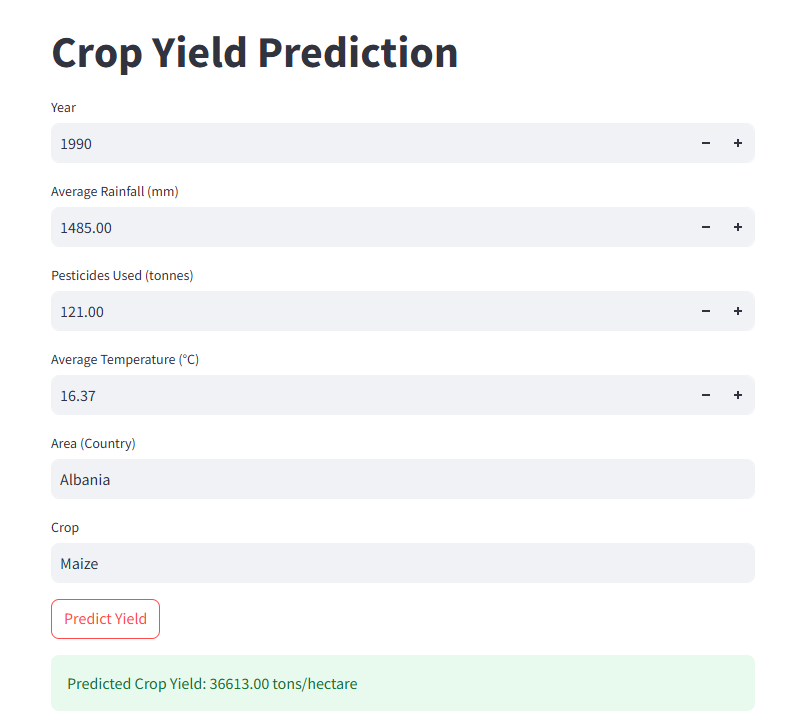 Crop Yield Prediction
Year
1990
Average Rainfall (mm)
1485.00
Pesticides Used (tonnes)
121.00
Average Temperature (°C)
16.37
Area (Country)
Albania
Crop
Maize
Predict Yield
Predicted Crop Yield: 36613.00 tons/hectare